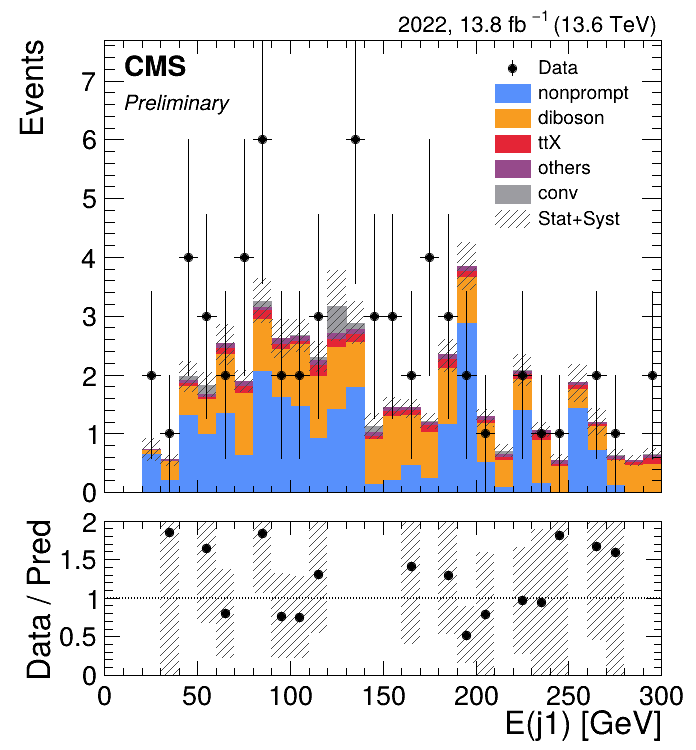 2022, 13.8 fb⁻¹ (13.6 TeV)
CMS
Preliminary
Events
Data
nonprompt
diboson
ttX
others
conv
Stat+Syst
7
6
5
4
3
2
1
0
Data / Pred
2
1.5
1
0.5
0
0 50 100 150 200 250 300
E(j1) [GeV]